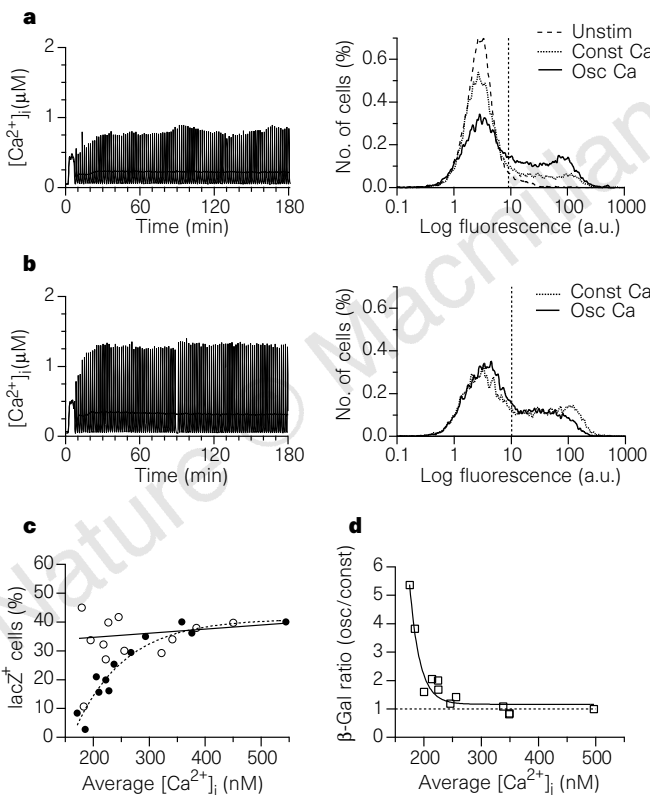 a
[Ca2+]i(μM)
2
1
0
0 60 120 180
Time (min)
No. of cells (%)
0.6
0.4
0.2
0.0
0.1 1 10 100 1000
Log fluorescence (a.u.)
Unstim
Const Ca
Osc Ca
b
[Ca2+]i(μM)
2
1
0
0 60 120 180
Time (min)
No. of cells (%)
0.6
0.4
0.2
0.0
0.1 1 10 100 1000
Log fluorescence (a.u.)
Const Ca
Osc Ca
c
lacZ+ cells (%)
60
50
40
30
20
10
0
200 300 400 500
Average [Ca2+]i (nM)
d
β-Gal ratio (osc/const)
6
5
4
3
2
1
0
200 300 400 500
Average [Ca2+]i (nM)
Nature © Macmillan